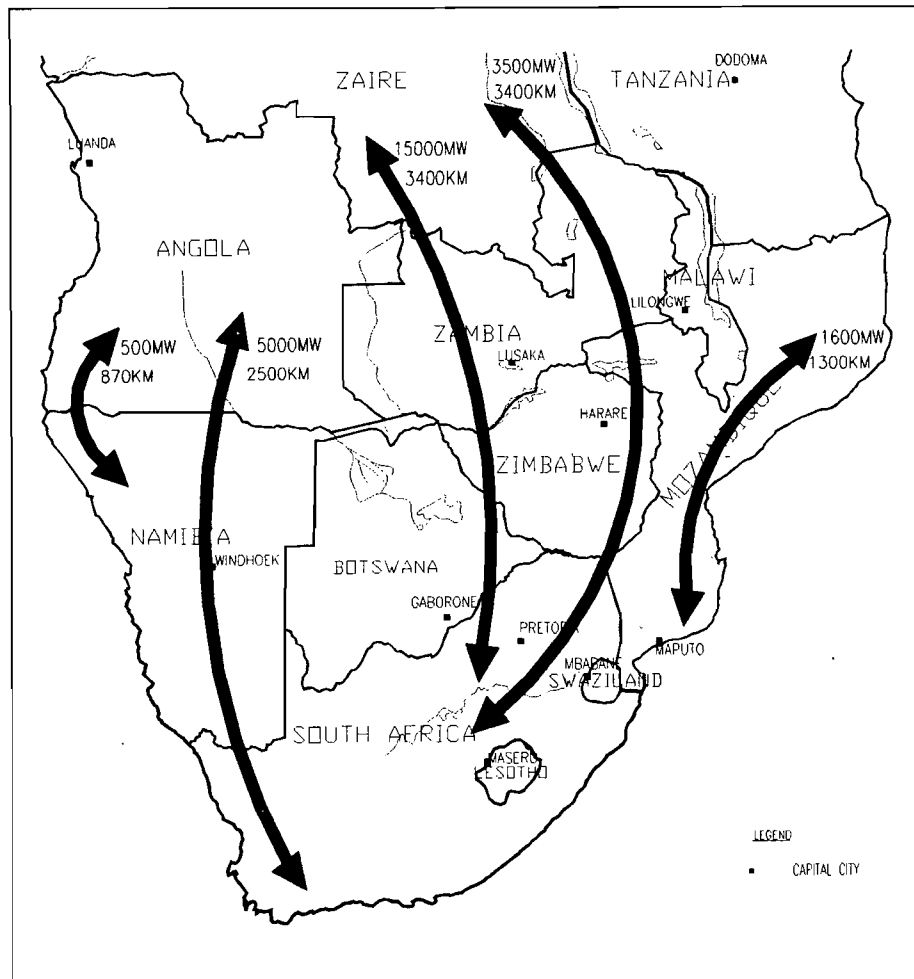 3500MW
3400KM
DODOMA
TANZANIA
ZAIRE
LUANDA
15000MW
3400KM
ANGOLA
MALAWI
LILONGWE
ZAMBIA
LUSAKA
500MW
870KM
5000MW
2500KM
1600MW
1300KM
HARARE
MOZAMBIQUE
ZIMBABWE
NAMIBIA
WINDHOEK
BOTSWANA
GABORONE
PRETORIA
MAPUTO
MBABANE
SWAZILAND
SOUTH AFRICA
MASERU
LESOTHO
LEGEND
CAPITAL CITY